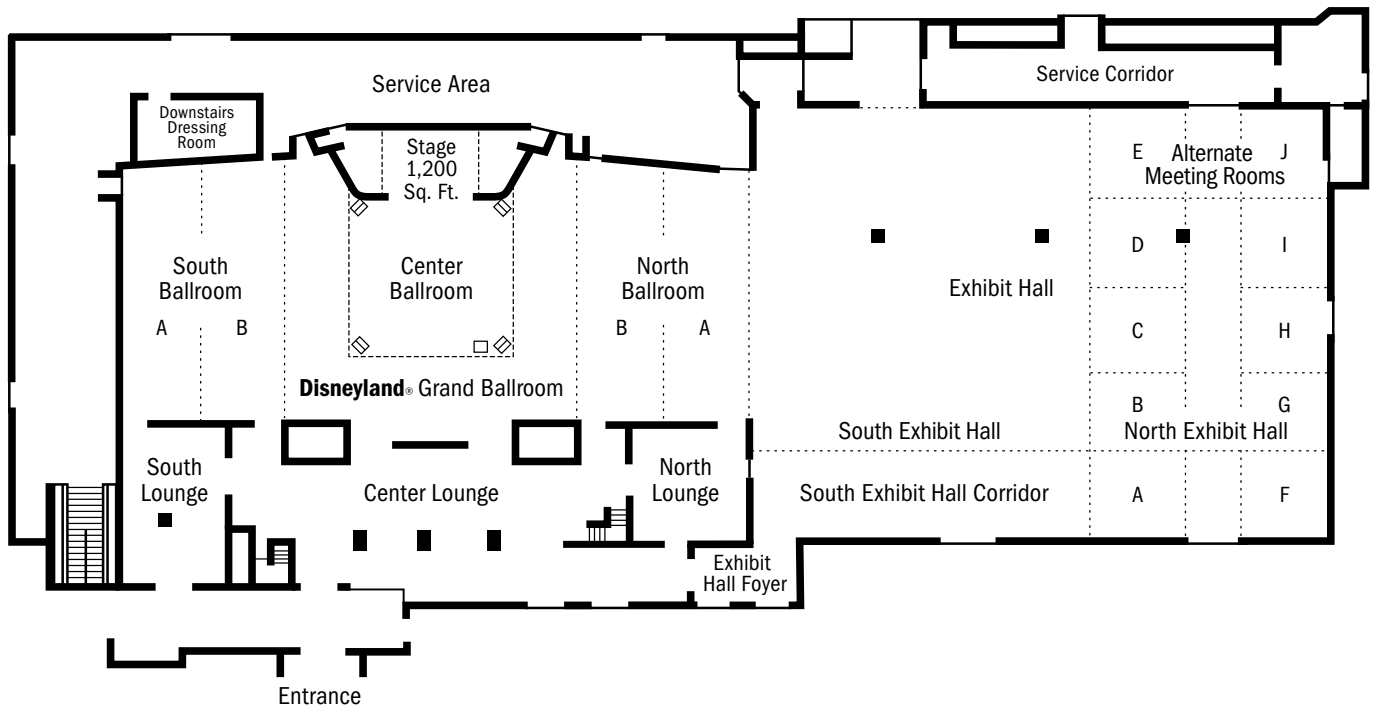 Service Area
Service Corridor
Downstairs
Dressing
Room
Stage
1,200
Sq. Ft.
E
Alternate
Meeting Rooms
J
South
Ballroom
A
B
Center
Ballroom
North
Ballroom
B
A
D
I
Exhibit Hall
C
H
Disneyland® Grand Ballroom
B
G
South Exhibit Hall
North Exhibit Hall
South
Lounge
Center Lounge
North
Lounge
South Exhibit Hall Corridor
A
F
Exhibit
Hall Foyer
Entrance